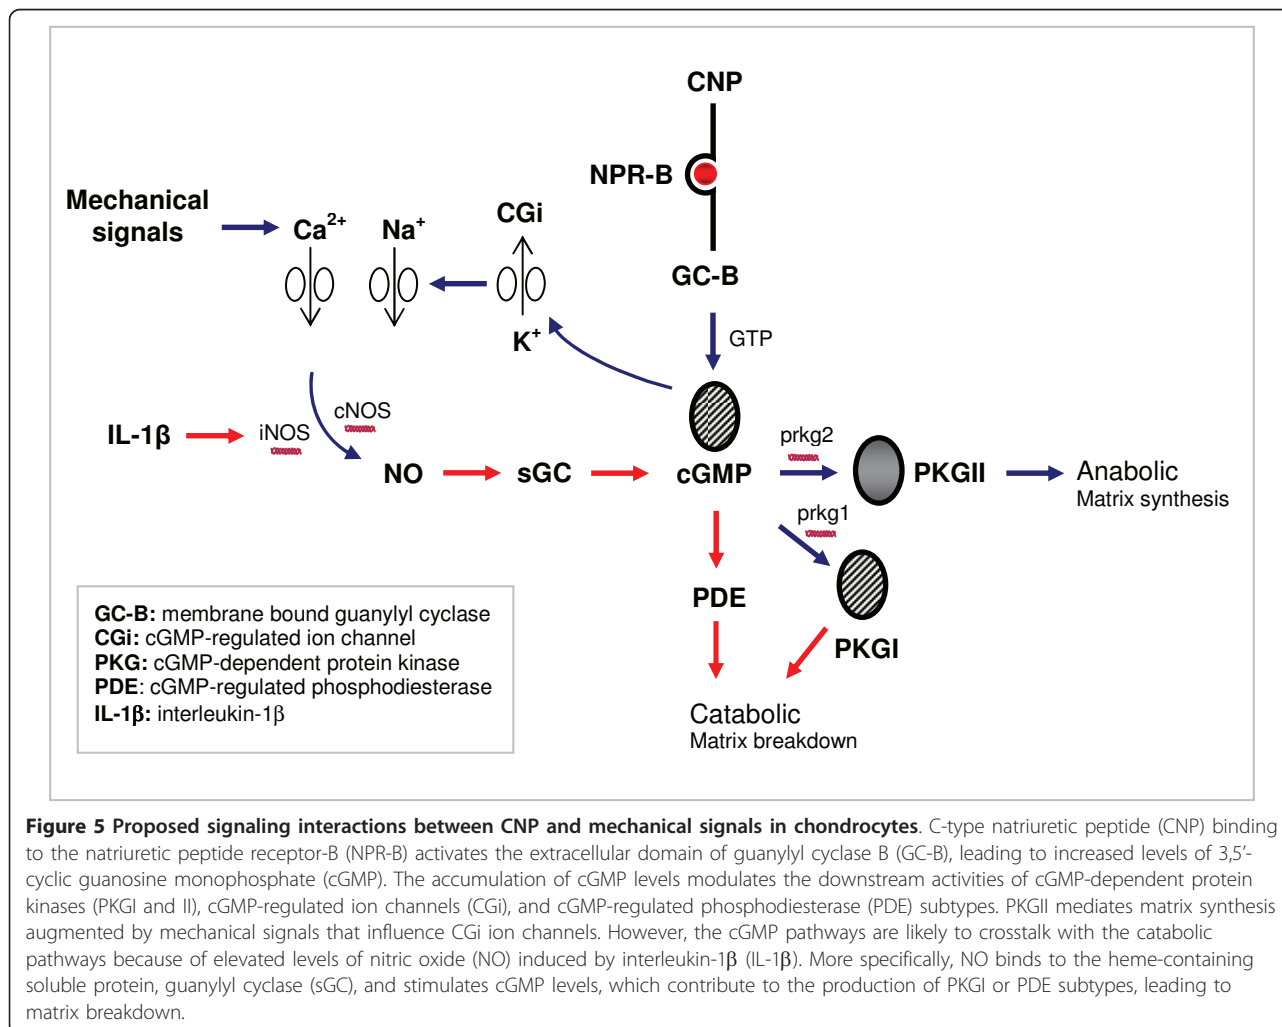 CNP
NPR-B
Mechanical
signals
Ca2+
Na+
CGi
GC-B
K+
GTP
cNOS
IL-1β
iNOS
prkg2
NO
sGC
cGMP
PKGII
Anabolic
Matrix synthesis
prkg1
PDE
PKGI
Catabolic
Matrix breakdown
GC-B: membrane bound guanylyl cyclase
CGi: cGMP-regulated ion channel
PKG: cGMP-dependent protein kinase
PDE: cGMP-regulated phosphodiesterase
IL-1β: interleukin-1β
Figure 5 Proposed signaling interactions between CNP and mechanical signals in chondrocytes. C-type natriuretic peptide (CNP) binding
to the natriuretic peptide receptor-B (NPR-B) activates the extracellular domain of guanylyl cyclase B (GC-B), leading to increased levels of 3,5'-
cyclic guanosine monophosphate (cGMP). The accumulation of cGMP levels modulates the downstream activities of cGMP-dependent protein
kinases (PKGI and II), cGMP-regulated ion channels (CGi), and cGMP-regulated phosphodiesterase (PDE) subtypes. PKGII mediates matrix synthesis
augmented by mechanical signals that influence CGi ion channels. However, the cGMP pathways are likely to crosstalk with the catabolic
pathways because of elevated levels of nitric oxide (NO) induced by interleukin-1β (IL-1β). More specifically, NO binds to the heme-containing
soluble protein, guanylyl cyclase (sGC), and stimulates cGMP levels, which contribute to the production of PKGI or PDE subtypes, leading to
matrix breakdown.